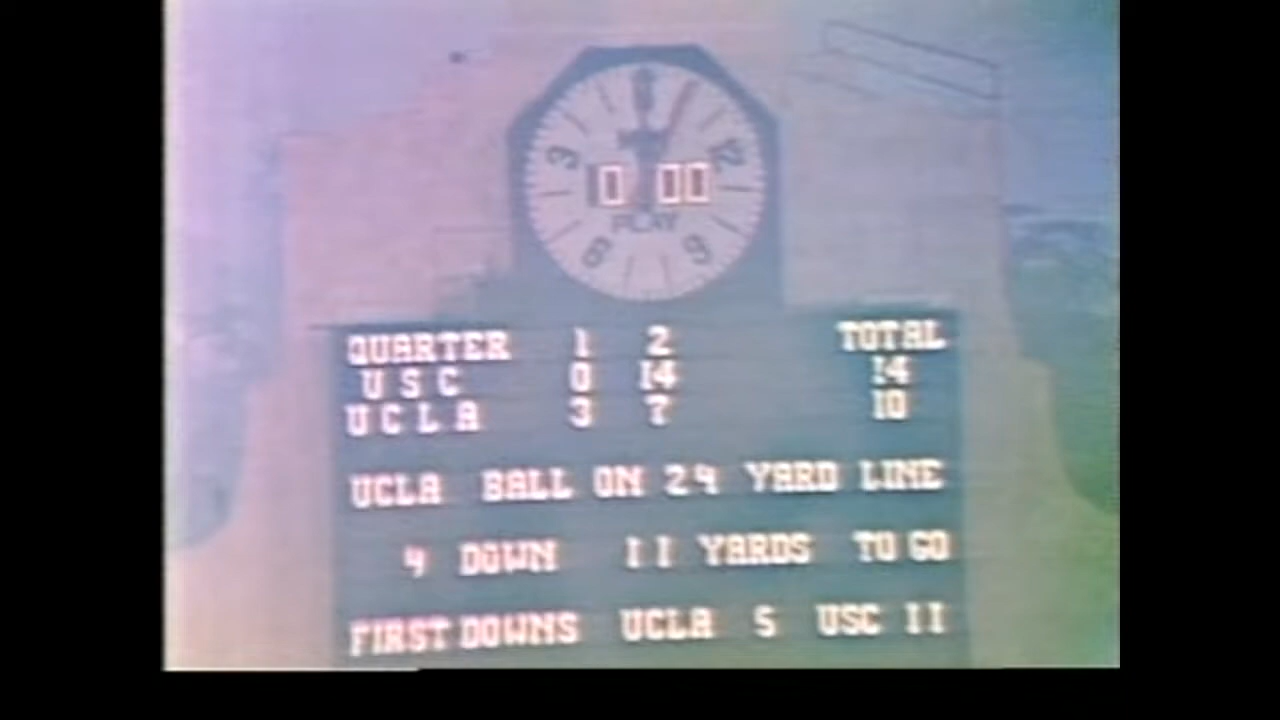 0
3 12
10 00
PLAY
6 9
QUARTER 1 2 TOTAL
USC 0 14 14
UCLA 3 7 10
UCLA BALL ON 24 YARD LINE
4 DOWN 11 YARDS TO GO
FIRST DOWNS UCLA 5 USC 11